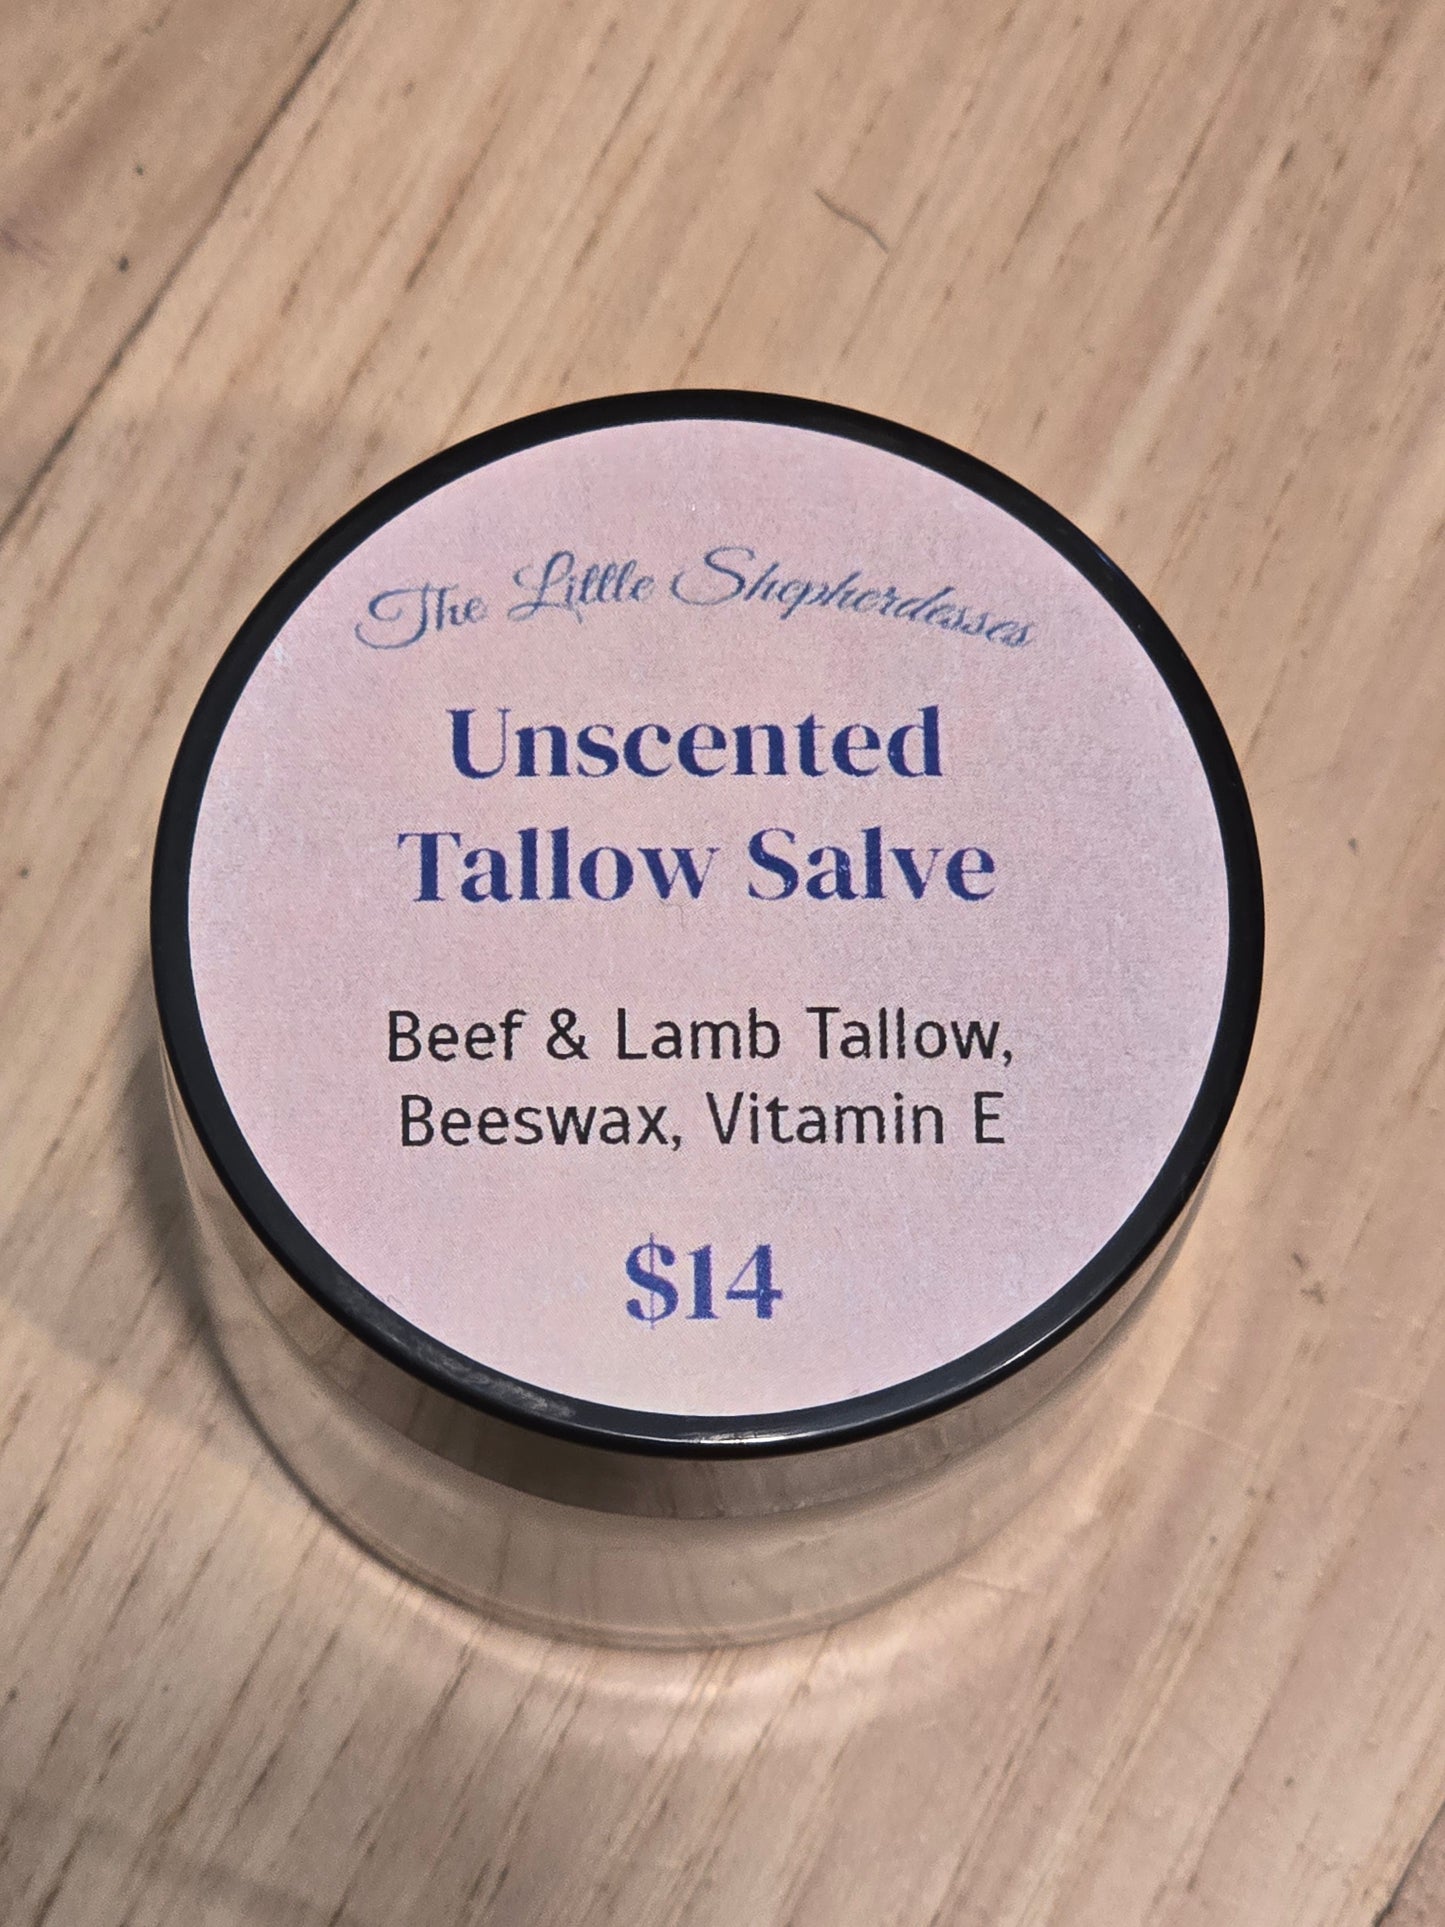 The Little Shepherdesses
Unscented
Tallow Salve
Beef & Lamb Tallow,
Beeswax, Vitamin E
$14